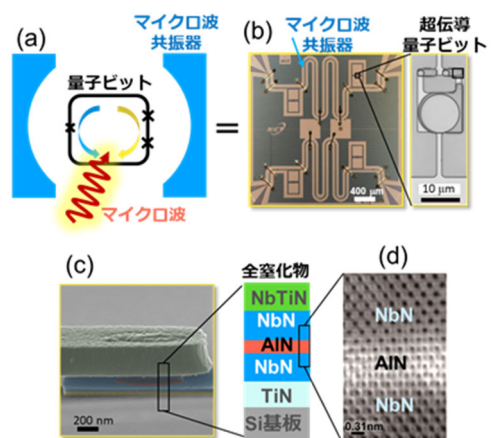 (a)
マイクロ波
共振器
量子ビット
マイクロ波
=
(b)
マイクロ波
共振器
超伝導
量子ビット
400 μm
10 μm
(c)
200 nm
全窒化物
NbTiN
NbN
AlN
NbN
TiN
Si基板
(d)
NbN
AlN
NbN
0.31nm